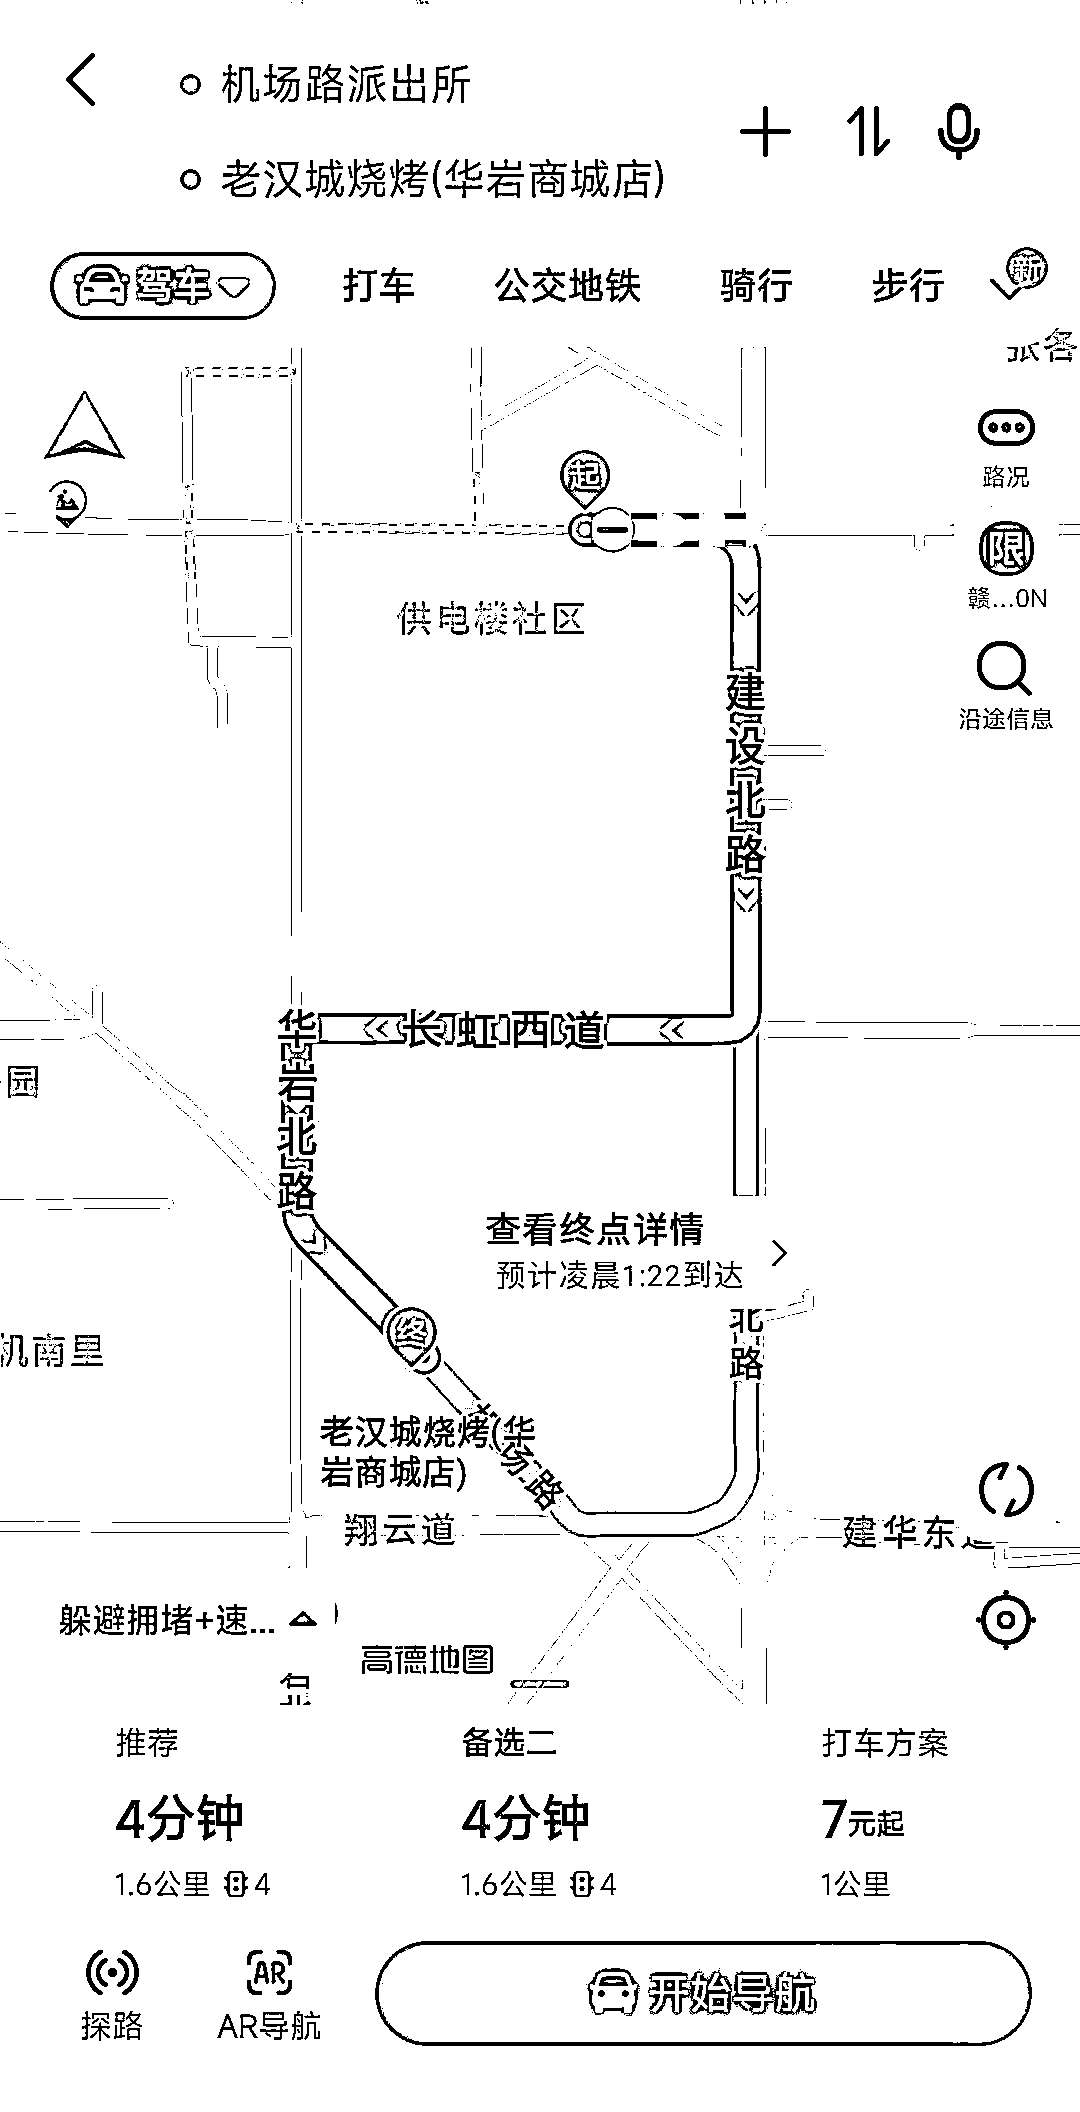 机场路派出所
老汉城烧烤(华岩商城店)
驾车
打车
公交地铁
骑行
步行
新
张各
路况
限
赣...0N
沿途信息
起
供电楼社区
建设北路
长虹西道
华岩北路
园
查看终点详情
预计凌晨1:22到达
北路
机南里
终
老汉城烧烤(华
岩商城店)
场路
翔云道
建华东道
躲避拥堵+速...
高德地图
北
推荐
备选二
打车方案
4分钟
4分钟
7元起
1.6公里 4
1.6公里 4
1公里
探路
AR
AR导航
开始导航